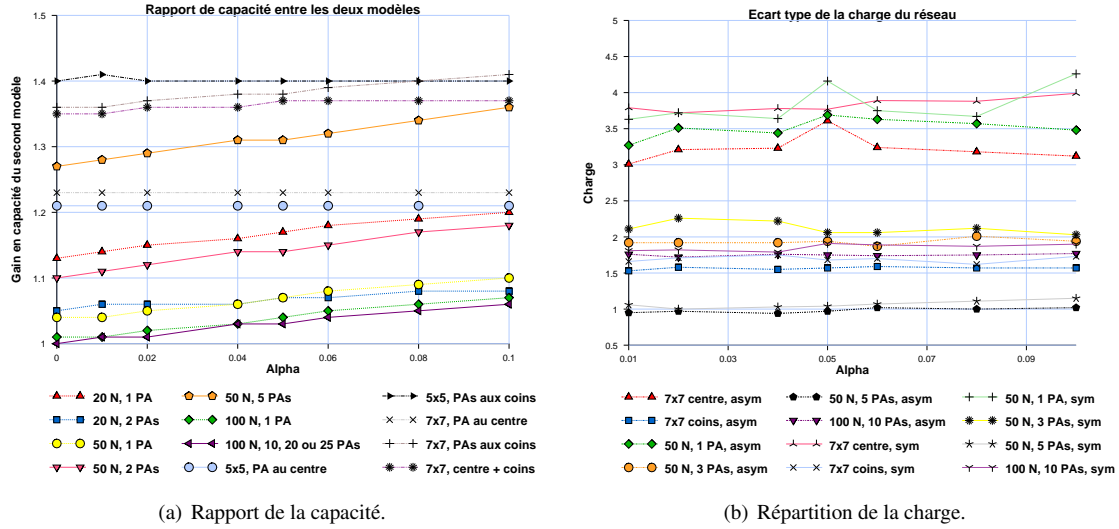 Rapport de capacité entre les deux modèles
Gain en capacité du second modèle
1.5
1.4
1.3
1.2
1.1
1
0
0.02
0.04
0.06
0.08
0.1
Alpha
20 N, 1 PA
20 N, 2 PAs
50 N, 1 PA
50 N, 2 PAs
50 N, 5 PAs
100 N, 1 PA
100 N, 10, 20 ou 25 PAs
5x5, PA au centre
5x5, PAs aux coins
7x7, PA au centre
7x7, PAs aux coins
7x7, centre + coins
(a) Rapport de la capacité.
Ecart type de la charge du réseau
Charge
5
4.5
4
3.5
3
2.5
2
1.5
1
0.5
0.01
0.03
0.05
0.07
0.09
Alpha
7x7 centre, asym
7x7 coins, asym
50 N, 1 PA, asym
50 N, 3 PAs, asym
50 N, 5 PAs, asym
100 N, 10 PAs, asym
7x7 centre, sym
7x7 coins, sym
50 N, 1 PA, sym
50 N, 3 PAs, sym
50 N, 5 PAs, sym
100 N, 10 PAs, sym
(b) Répartition de la charge.